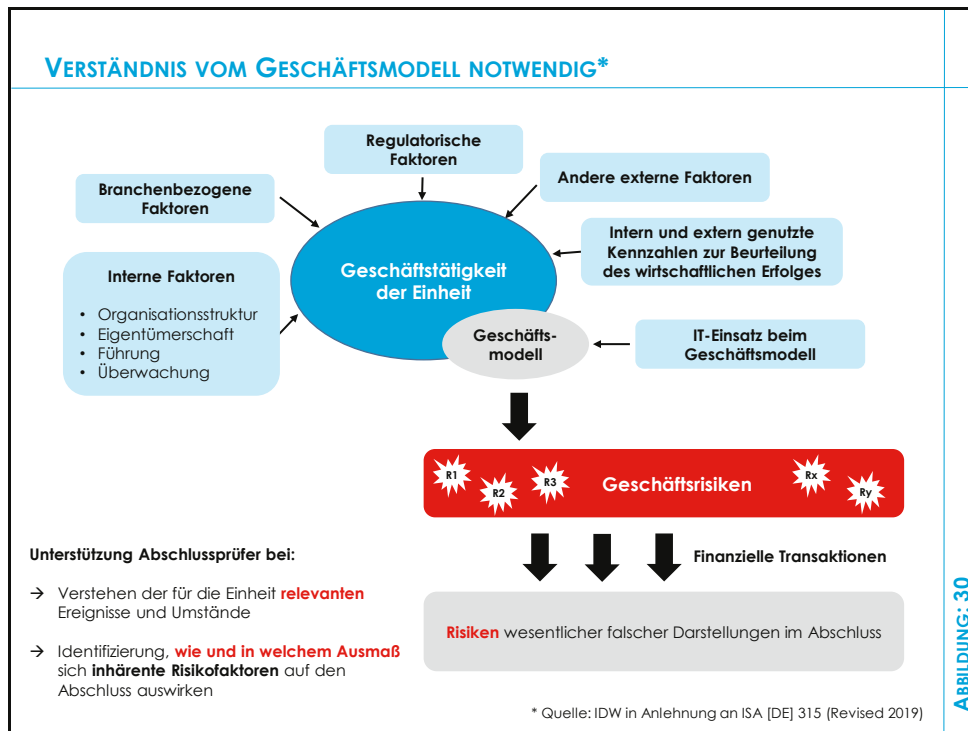 VERSTÄNDNIS VOM GESCHÄFTSMODELL NOTWENDIG*
Regulatorische
Faktoren
Branchenbezogene
Faktoren
Andere externe Faktoren
Interne Faktoren
• Organisationsstruktur
• Eigentümerschaft
• Führung
• Überwachung
Geschäftstätigkeit
der Einheit
Intern und extern genutzte
Kennzahlen zur Beurteilung
des wirtschaftlichen Erfolges
Geschäfts-
modell
IT-Einsatz beim
Geschäftsmodell
R1
R2
R3
Geschäftsrisiken
Rx
Ry
Finanzielle Transaktionen
Risiken wesentlicher falscher Darstellungen im Abschluss
Unterstützung Abschlussprüfer bei:
→ Verstehen der für die Einheit relevanten
Ereignisse und Umstände
→ Identifizierung, wie und in welchem Ausmaß
sich inhärente Risikofaktoren auf den
Abschluss auswirken
* Quelle: IDW in Anlehnung an ISA [DE] 315 (Revised 2019)
ABBILDUNG: 30